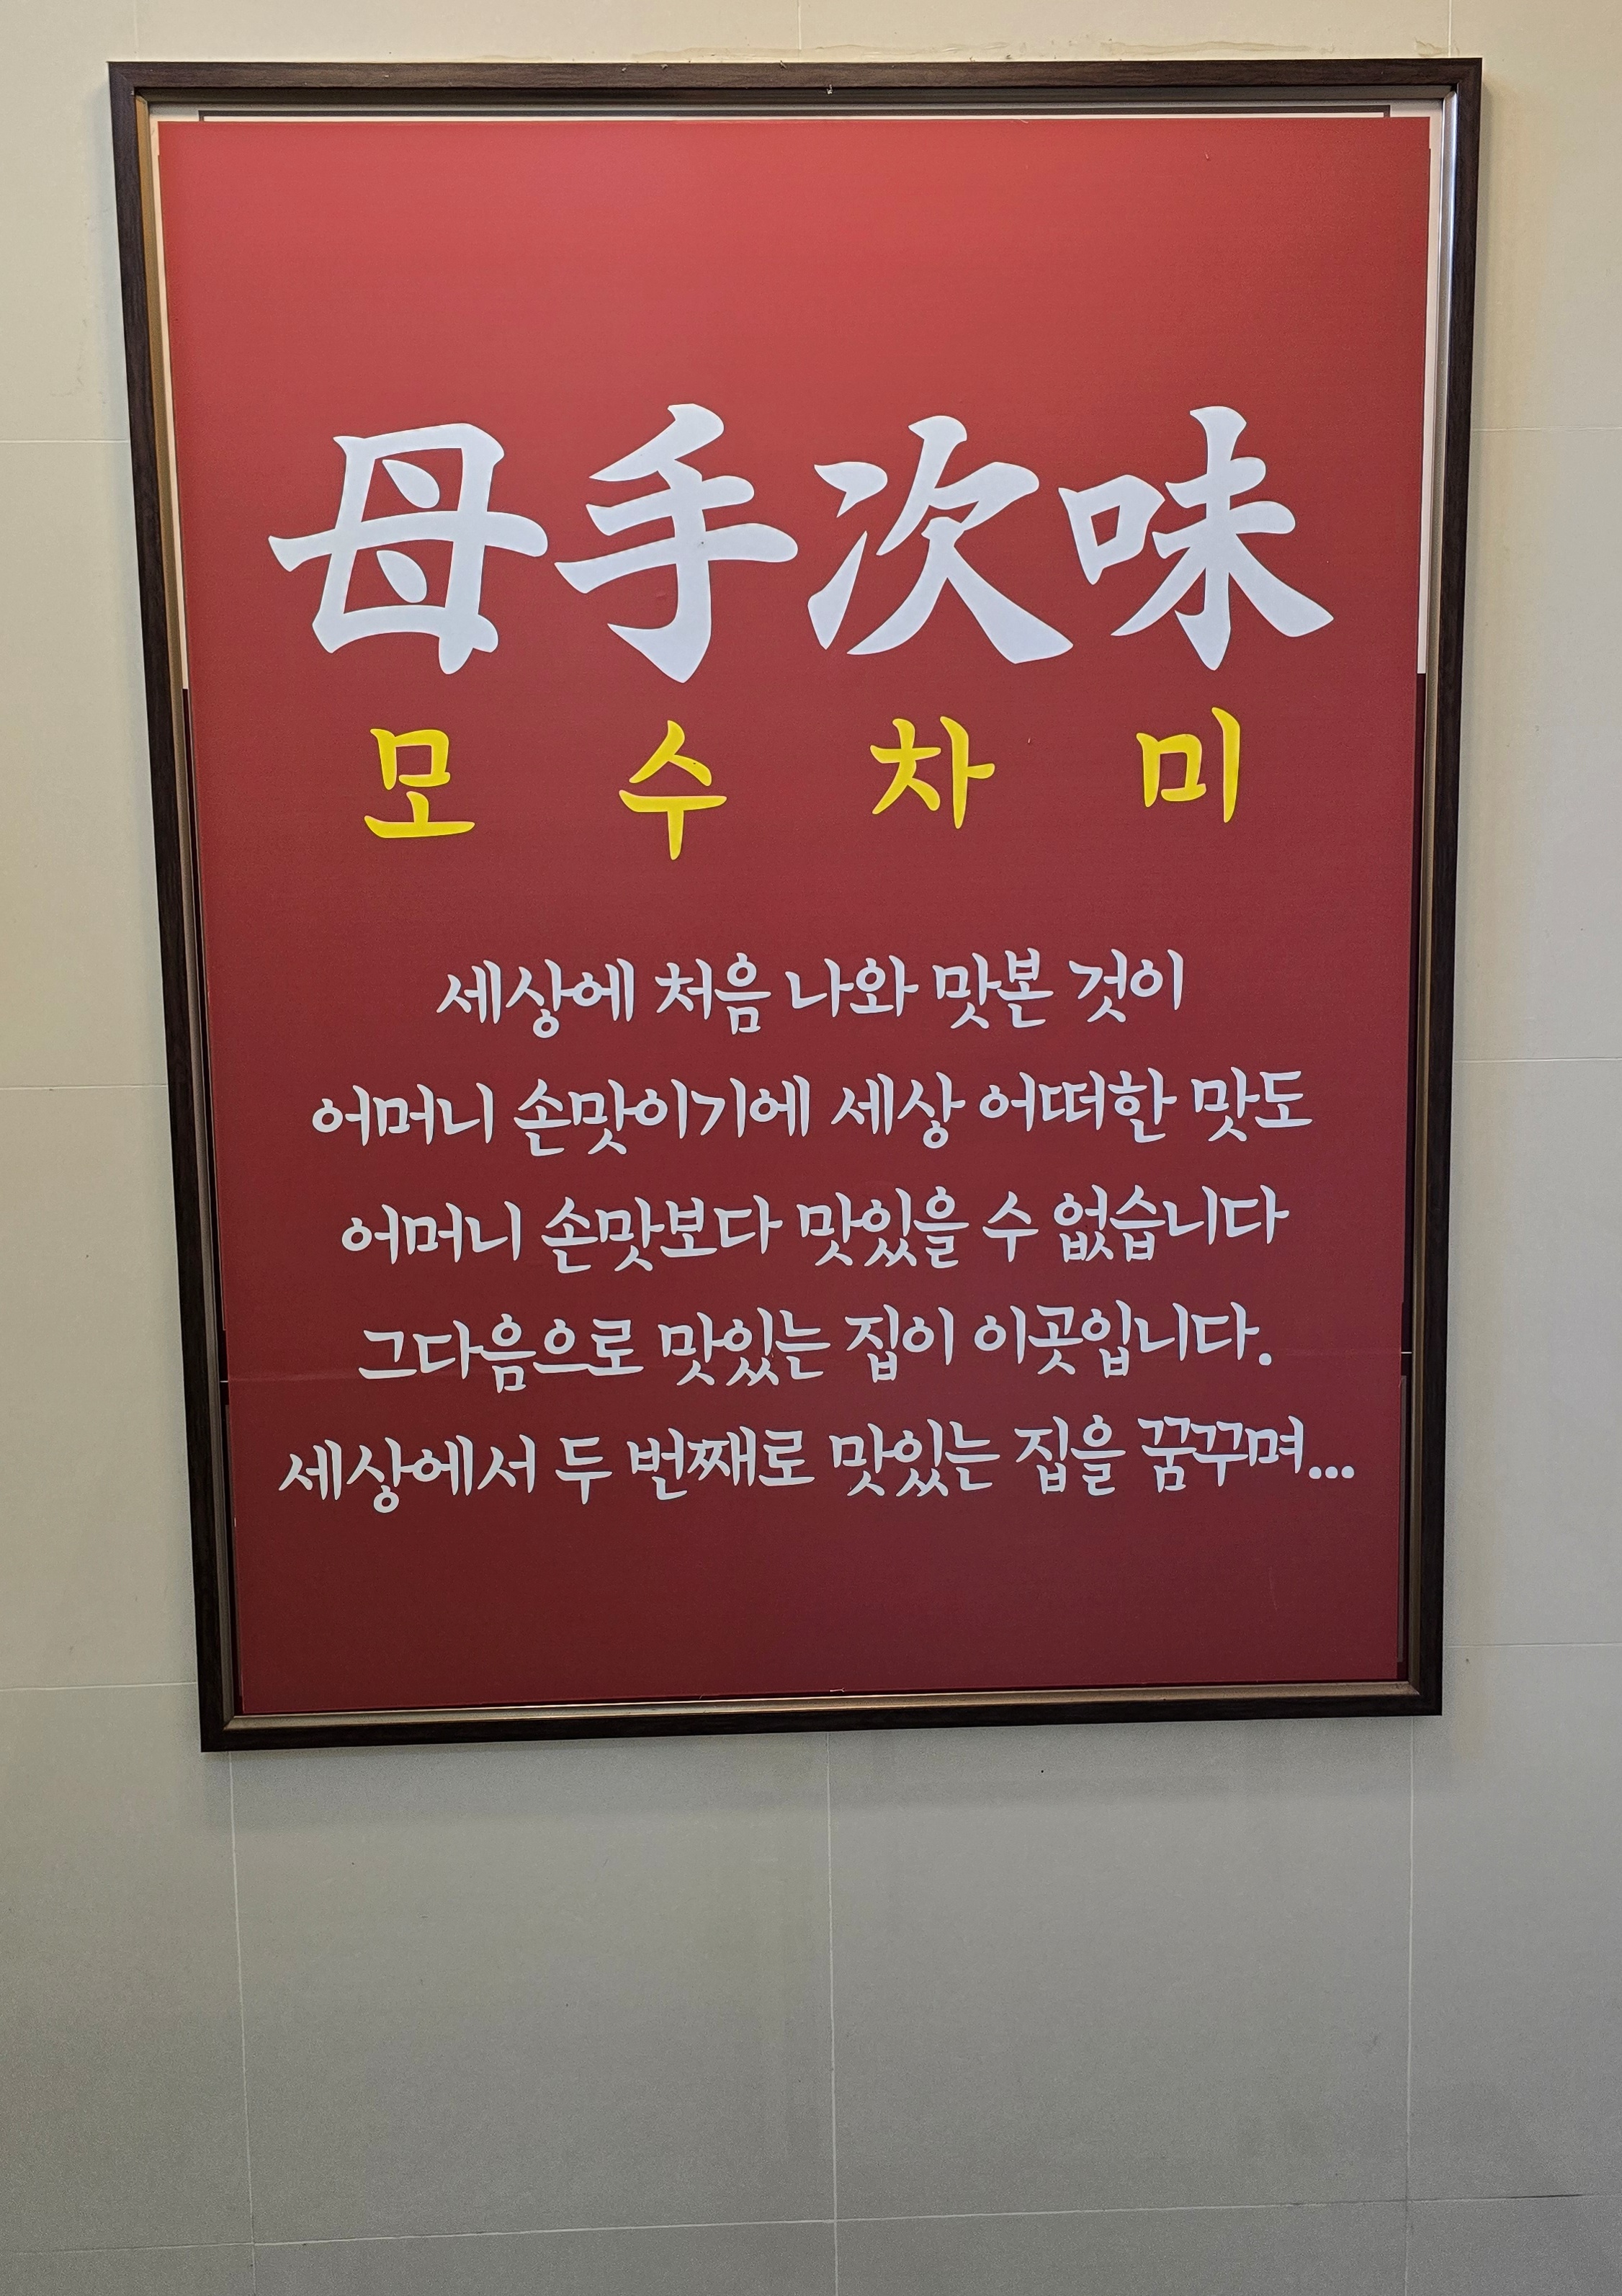 母手次味
모 수 차 미
세상에 처음 나와 맛본 것이
어머니 손맛이기에 세상 어떠한 맛도
어머니 손맛보다 맛있을 수 없습니다
그다음으로 맛있는 집이 이곳입니다.
세상에서 두 번째로 맛있는 집을 꿈꾸며...